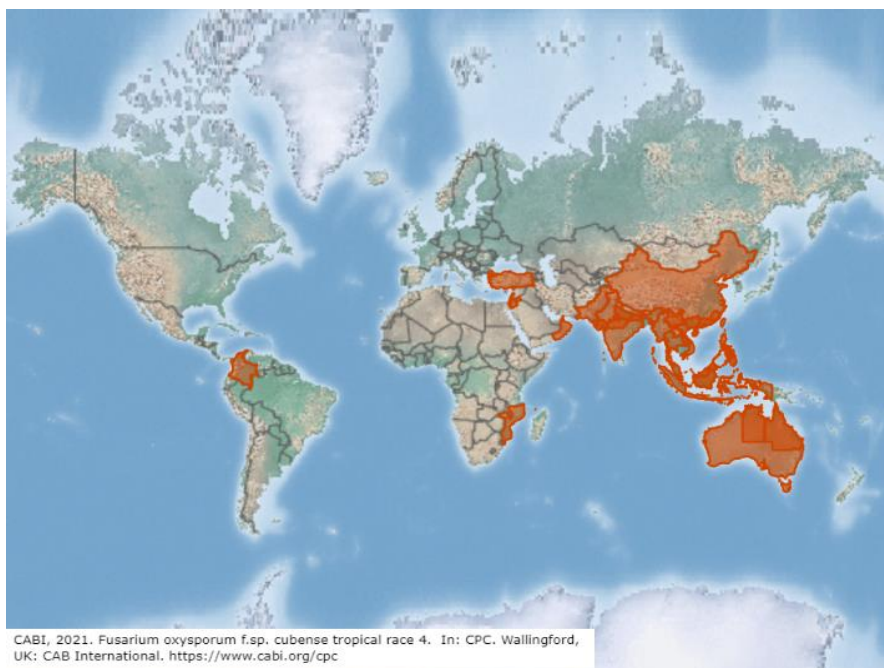 CABI, 2021. Fusarium oxysporum f.sp. cubense tropical race 4. In: CPC. Wallingford,
UK: CAB International. https://www.cabi.org/cpc